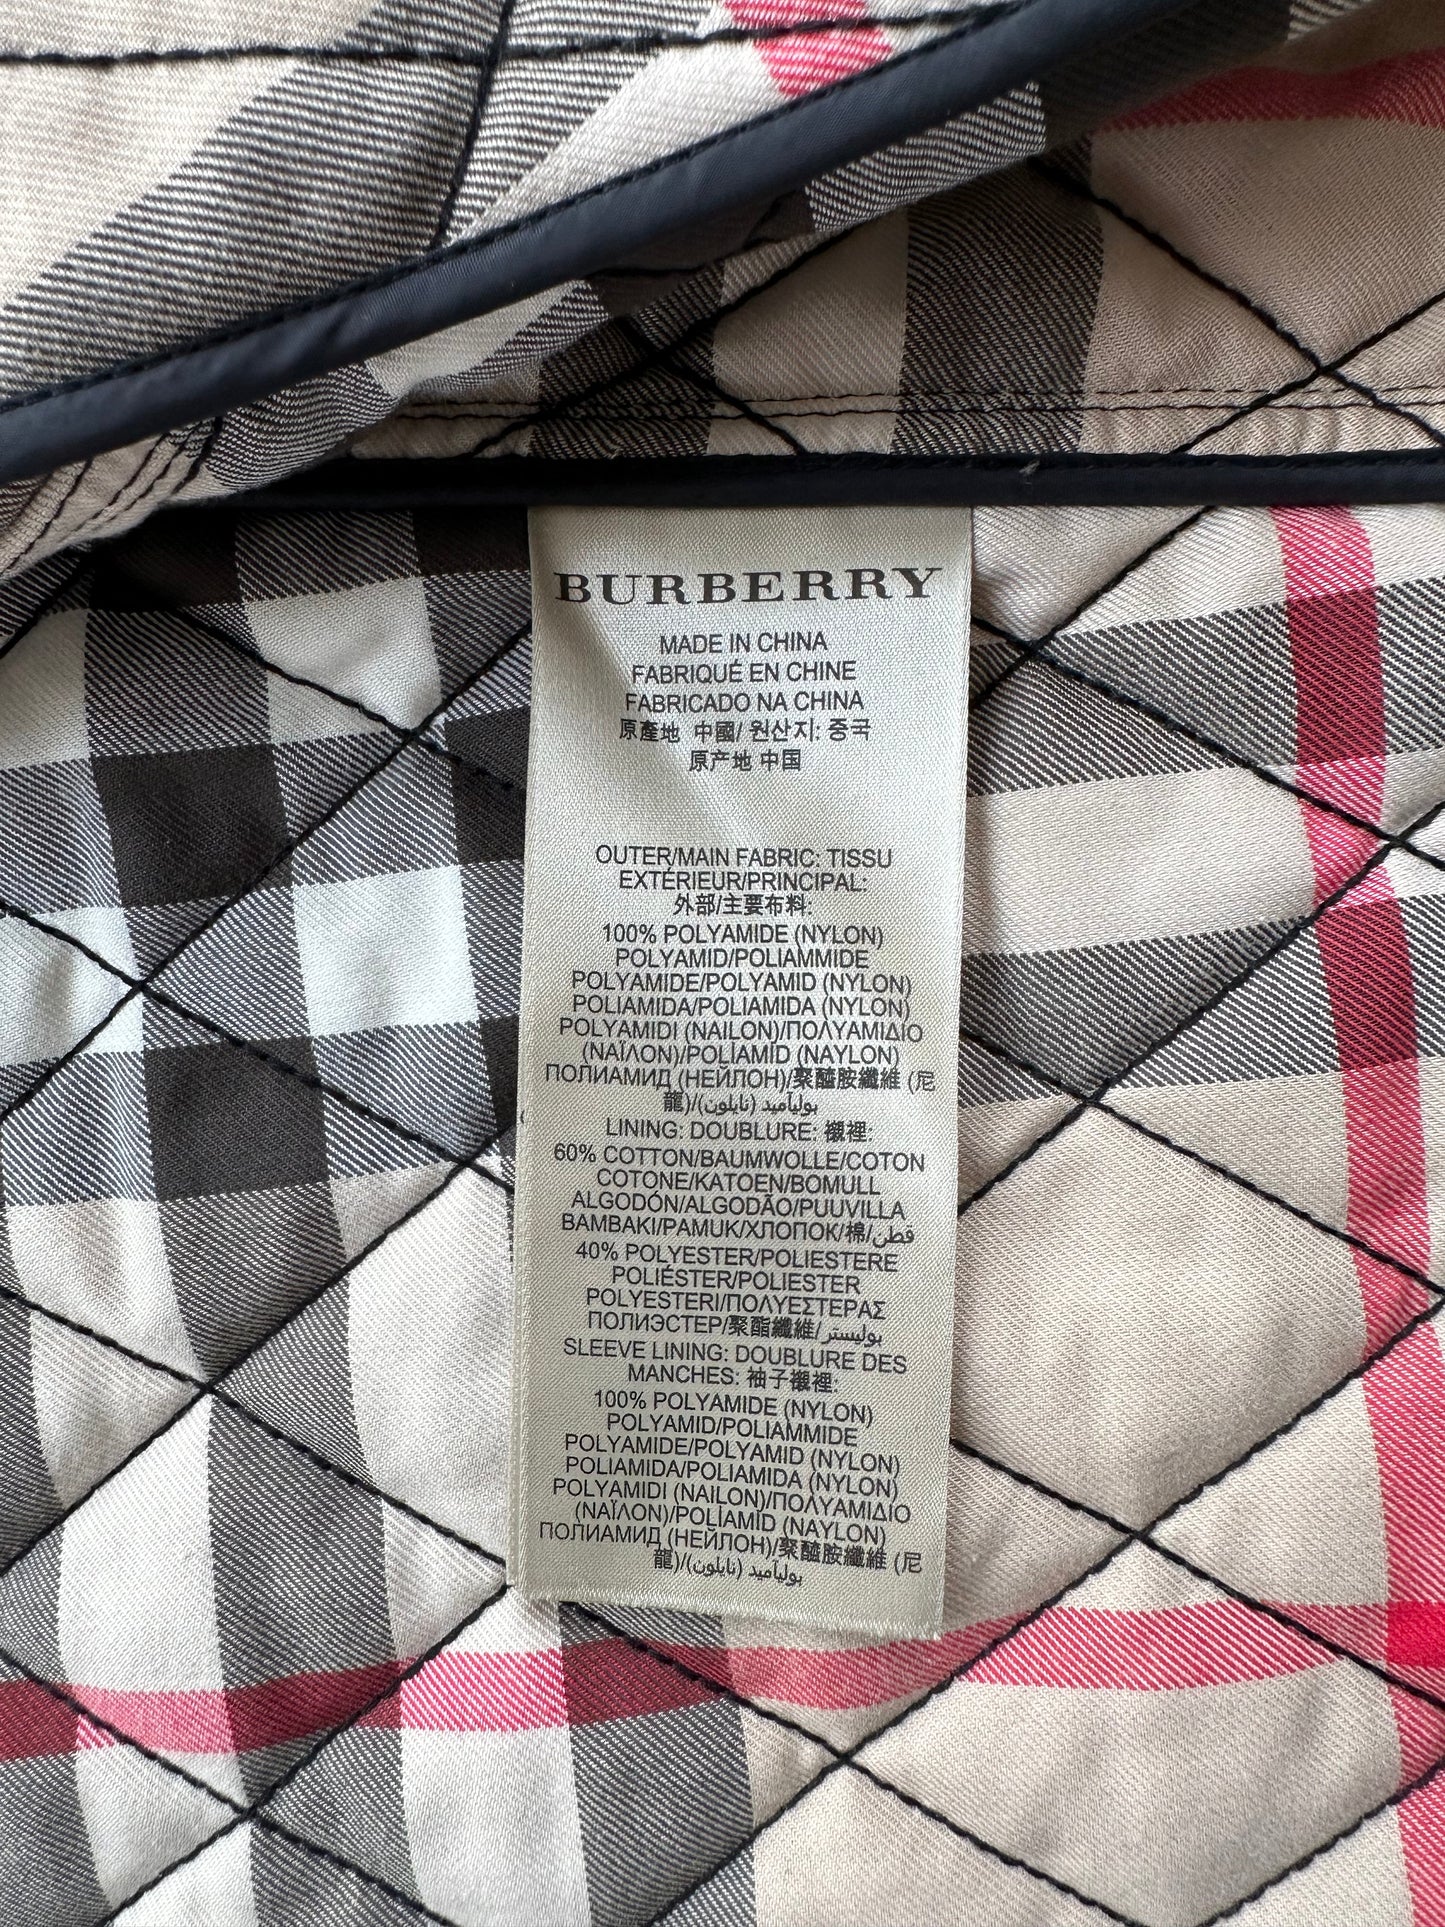 BURBERRY
MADE IN CHINA
FABRIQUÉ EN CHINE
FABRICADO NA CHINA
原產地 中國/ 원산지: 중국
原产地 中国
OUTER/MAIN FABRIC: TISSU
EXTÉRIEUR/PRINCIPAL:
外部/主要布料:
100% POLYAMIDE (NYLON)
POLYAMID/POLIAMMIDE
POLYAMIDE/POLYAMID (NYLON)
POLIAMIDA/POLIAMIDA (NYLON)
POLYAMIDI (NAILON)/ΠΟΛΥΑΜΙΔΙΟ
(ΝΑΪΛΟΝ)/POLİAMİD (NAYLON)
ПОЛИАМИД (НЕЙЛОН)/聚醯胺纖維 (尼
龍)/بولياميد (نايلون)
LINING: DOUBLURE: 襯裡:
60% COTTON/BAUMWOLLE/COTON
COTONE/KATOEN/BOMULL
ALGODÓN/ALGODÃO/PUUVILLA
BAMBAKI/PAMUK/ХЛОПОК/棉/قطن
40% POLYESTER/POLIESTERE
POLIÉSTER/POLIESTER
POLYESTERI/ΠΟΛΥΕΣΤΕΡΑΣ
ПОЛИЭСТЕР/聚酯纖維/بوليستر
SLEEVE LINING: DOUBLURE DES
MANCHES: 袖子襯裡:
100% POLYAMIDE (NYLON)
POLYAMID/POLIAMMIDE
POLYAMIDE/POLYAMID (NYLON)
POLIAMIDA/POLIAMIDA (NYLON)
POLYAMIDI (NAILON)/ΠΟΛΥΑΜΙΔΙΟ
(ΝΑΪΛΟΝ)/POLİAMİD (NAYLON)
ПОЛИАМИД (НЕЙЛОН)/聚醯胺纖維 (尼
龍)/بولياميد (نايلون)